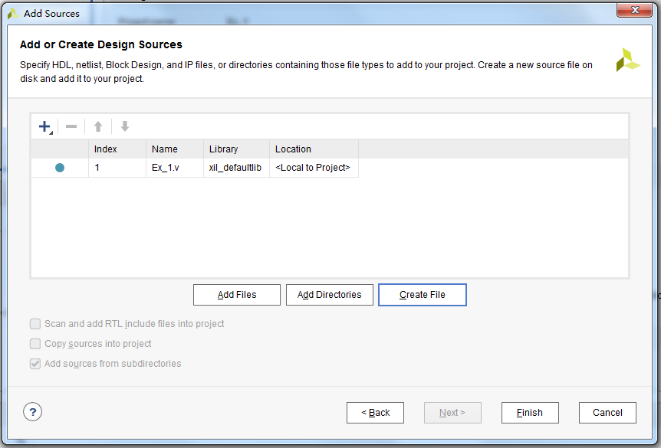 Add Sources
Add or Create Design Sources
Specify HDL, netlist, Block Design, and IP files, or directories containing those file types to add to your project. Create a new source file on
disk and add it to your project.
Index Name Library Location
1 Ex_1.v xil_defaultlib <Local to Project>
Add Files Add Directories Create File
Scan and add RTL include files into project
Copy sources into project
Add sources from subdirectories
? < Back Next > Finish Cancel